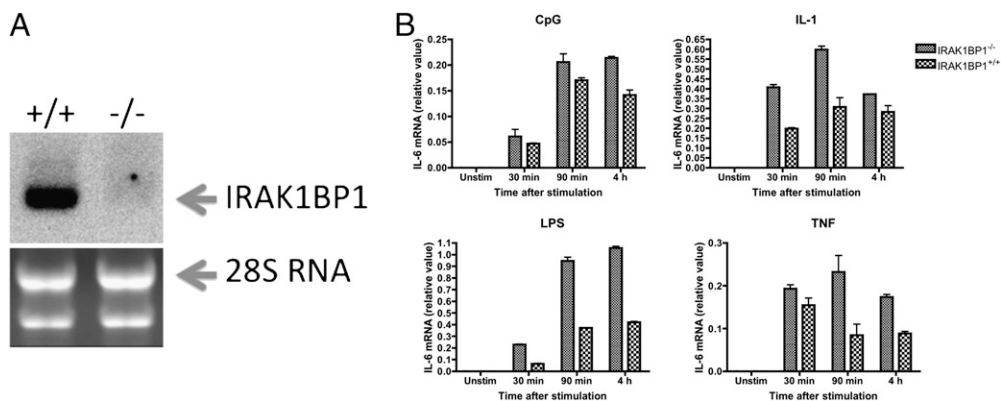 A
+/+ -/-
IRAK1BP1
28S RNA
B
CpG
IL-6 mRNA (relative value)
0.25
0.20
0.15
0.10
0.05
0.00
Unstim 30 min 90 min 4 h
Time after stimulation
IL-1
IL-6 mRNA (relative value)
0.65
0.60
0.55
0.50
0.45
0.40
0.35
0.30
0.25
0.20
0.15
0.10
0.05
0.00
Unstim 30 min 90 min 4 h
Time after stimulation
IRAK1BP1-/-
IRAK1BP1+/+
LPS
IL-6 mRNA (relative value)
1.1
1.0
0.9
0.8
0.7
0.6
0.5
0.4
0.3
0.2
0.1
0.0
Unstim 30 min 90 min 4 h
Time after stimulation
TNF
IL-6 mRNA (relative value)
0.3
0.2
0.1
0.0
Unstim 30 min 90 min 4 h
Time after stimulation